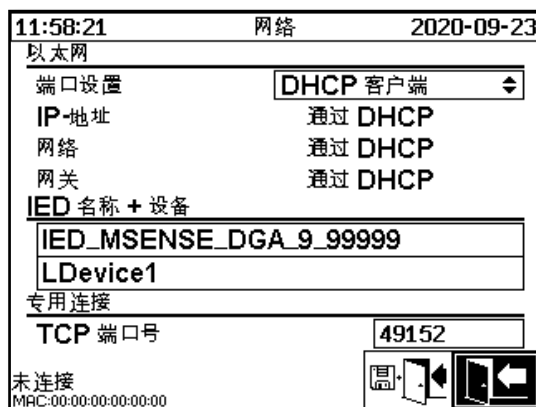 11:58:21 网络 2020-09-23
以太网
端口设置 DHCP 客户端
IP-地址 通过 DHCP
网络 通过 DHCP
网关 通过 DHCP
IED 名称 + 设备
IED_MSENSE_DGA_9_99999
LDevice1
专用连接
TCP 端口号 49152
未连接
MAC:00:00:00:00:00:00